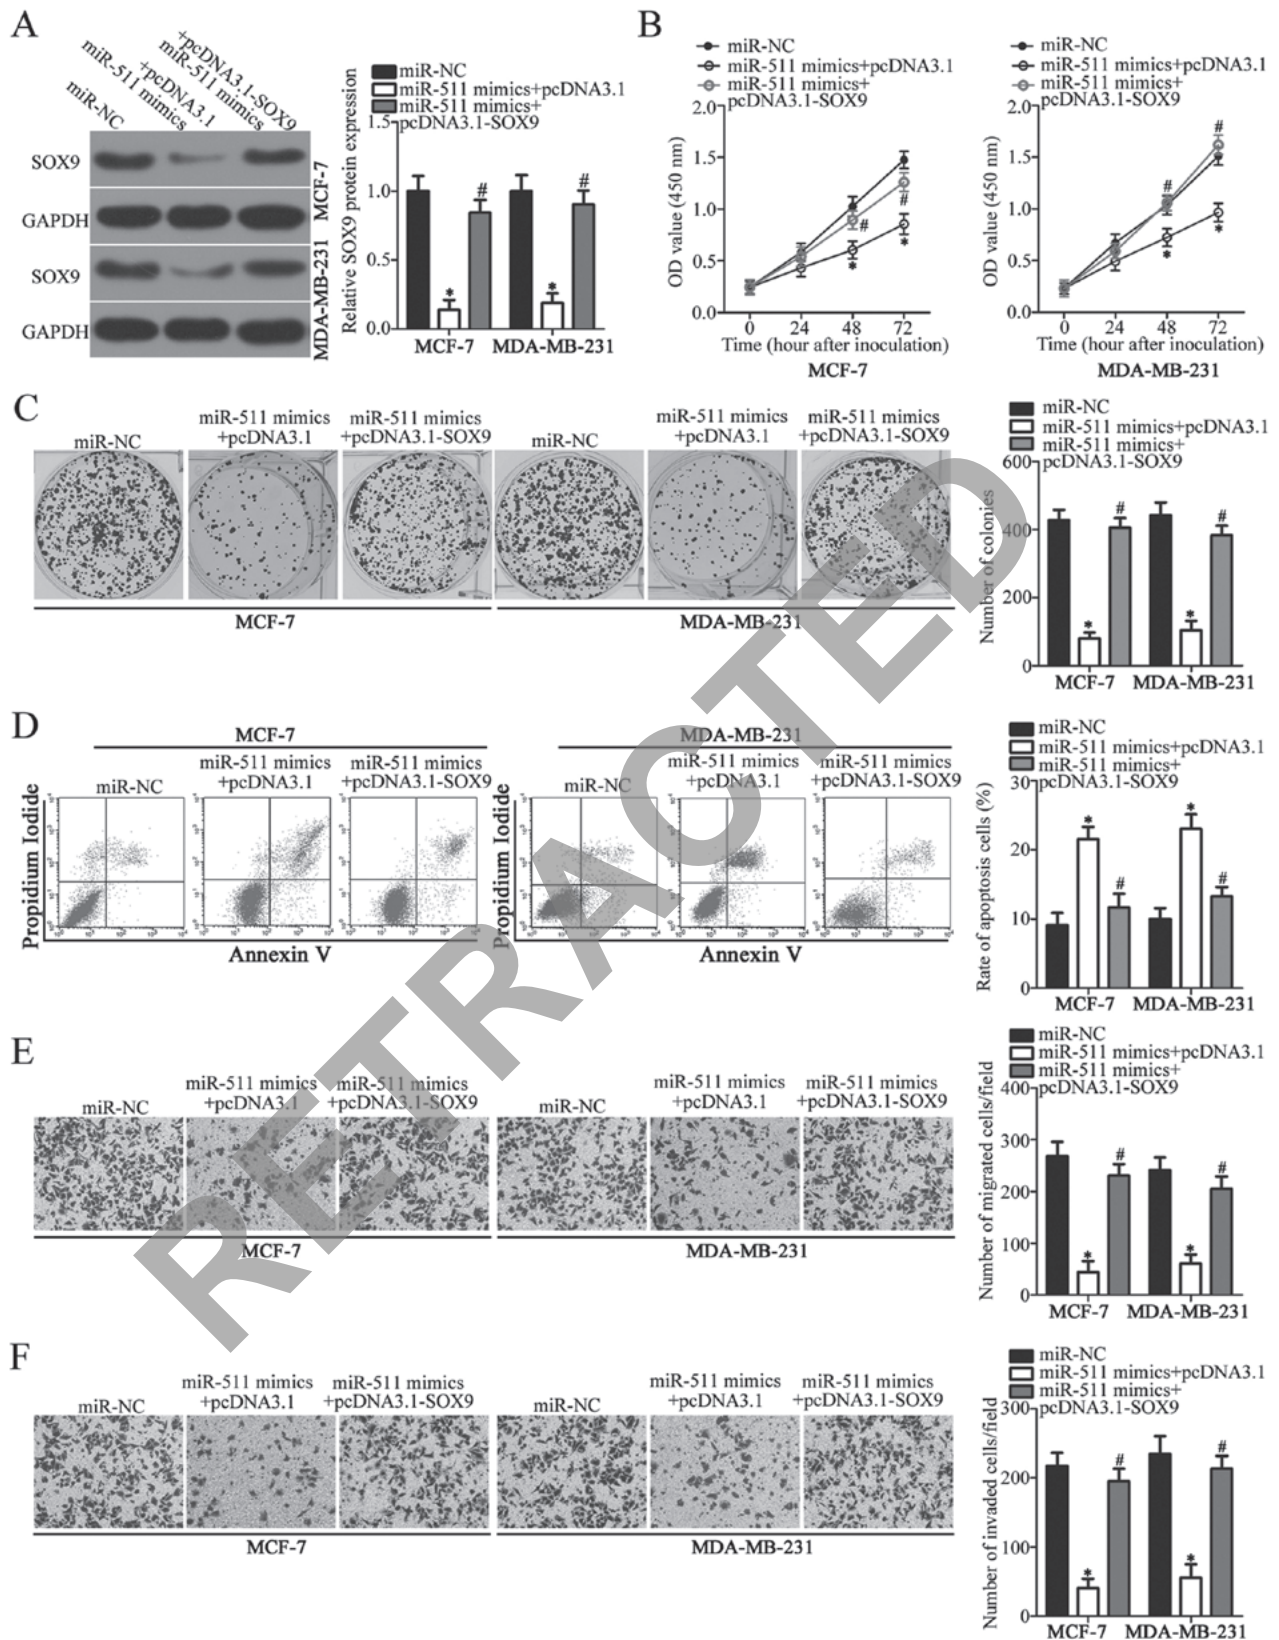 A
miR-NC
miR-511 mimics
+pcDNA3.1
miR-511 mimics
+pcDNA3.1-SOX9
SOX9
GAPDH
SOX9
GAPDH
MCF-7
MDA-MB-231
miR-NC
miR-511 mimics+pcDNA3.1
miR-511 mimics+
pcDNA3.1-SOX9
Relative SOX9 protein expression
1.5
1.0
0.5
0.0
* # * #
MCF-7 MDA-MB-231
B
miR-NC
miR-511 mimics+pcDNA3.1
miR-511 mimics+
pcDNA3.1-SOX9
OD value (450 nm)
2.0
1.5
1.0
0.5
0.0
# # * *
0 24 48 72
Time (hour after inoculation)
MCF-7
miR-NC
miR-511 mimics+pcDNA3.1
miR-511 mimics+
pcDNA3.1-SOX9
OD value (450 nm)
2.0
1.5
1.0
0.5
0.0
# # * *
0 24 48 72
Time (hour after inoculation)
MDA-MB-231
C
miR-NC
miR-511 mimics
+pcDNA3.1
miR-511 mimics
+pcDNA3.1-SOX9
miR-NC
miR-511 mimics
+pcDNA3.1
miR-511 mimics
+pcDNA3.1-SOX9
MCF-7
MDA-MB-231
miR-NC
miR-511 mimics+pcDNA3.1
miR-511 mimics+
pcDNA3.1-SOX9
Number of colonies
600
400
200
0
* # * #
MCF-7 MDA-MB-231
D
MCF-7
miR-NC
miR-511 mimics
+pcDNA3.1
miR-511 mimics
+pcDNA3.1-SOX9
Propidium Iodide
Annexin V
MDA-MB-231
miR-NC
miR-511 mimics
+pcDNA3.1
miR-511 mimics
+pcDNA3.1-SOX9
Propidium Iodide
Annexin V
miR-NC
miR-511 mimics+pcDNA3.1
miR-511 mimics+
pcDNA3.1-SOX9
Rate of apoptosis cells (%)
30
20
10
0
* # * #
MCF-7 MDA-MB-231
E
miR-NC
miR-511 mimics
+pcDNA3.1
miR-511 mimics
+pcDNA3.1-SOX9
miR-NC
miR-511 mimics
+pcDNA3.1
miR-511 mimics
+pcDNA3.1-SOX9
MCF-7
MDA-MB-231
miR-NC
miR-511 mimics+pcDNA3.1
miR-511 mimics+
pcDNA3.1-SOX9
Number of migrated cells/field
400
300
200
100
0
* # * #
MCF-7 MDA-MB-231
F
miR-NC
miR-511 mimics
+pcDNA3.1
miR-511 mimics
+pcDNA3.1-SOX9
miR-NC
miR-511 mimics
+pcDNA3.1
miR-511 mimics
+pcDNA3.1-SOX9
MCF-7
MDA-MB-231
miR-NC
miR-511 mimics+pcDNA3.1
miR-511 mimics+
pcDNA3.1-SOX9
Number of invaded cells/field
300
200
100
0
* # * #
MCF-7 MDA-MB-231
RETRACTED